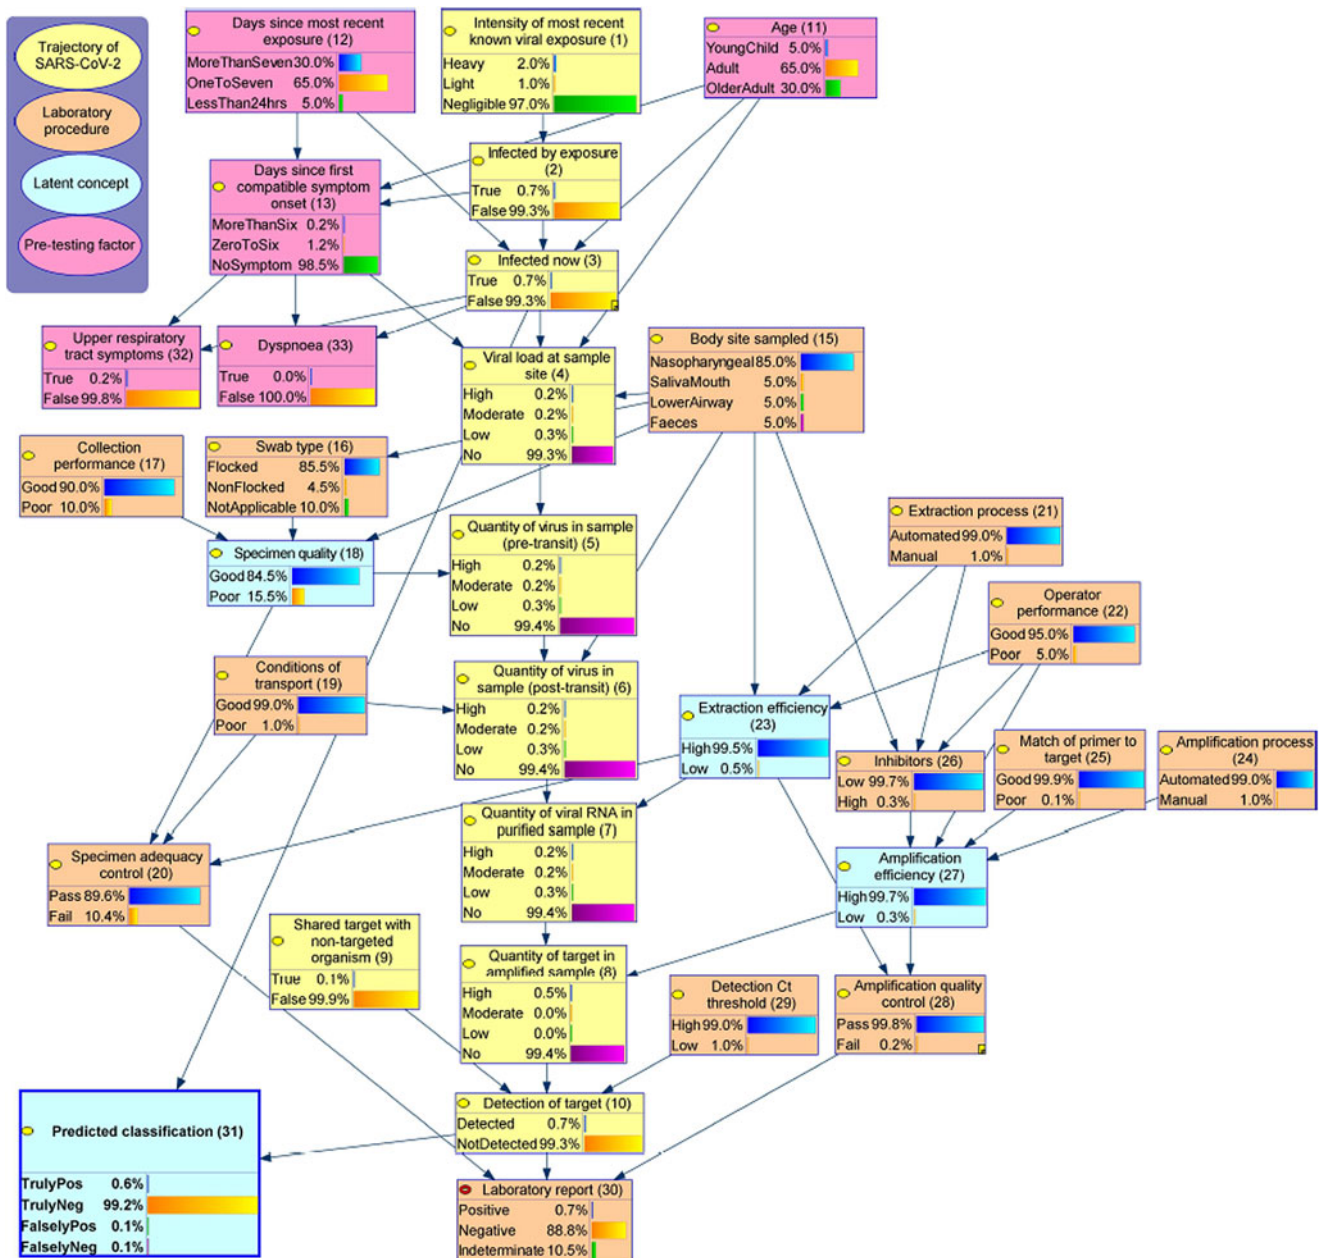 Trajectory of
SARS-CoV-2
Laboratory
procedure
Latent concept
Pre-testing factor
Days since most recent
exposure (12)
MoreThanSeven 30.0%
OneToSeven 65.0%
LessThan24hrs 5.0%
Intensity of most recent
known viral exposure (1)
Heavy 2.0%
Light 1.0%
Negligible 97.0%
Age (11)
YoungChild 5.0%
Adult 65.0%
OlderAdult 30.0%
Days since first
compatible symptom
onset (13)
MoreThanSix 0.2%
ZeroToSix 1.2%
NoSymptom 98.5%
Infected by exposure
(2)
True 0.7%
False 99.3%
Infected now (3)
True 0.7%
False 99.3%
Upper respiratory
tract symptoms (32)
True 0.2%
False 99.8%
Dyspnoea (33)
True 0.0%
False 100.0%
Viral load at sample
site (4)
High 0.2%
Moderate 0.2%
Low 0.3%
No 99.3%
Body site sampled (15)
Nasopharyngeal 85.0%
SalivaMouth 5.0%
LowerAirway 5.0%
Faeces 5.0%
Collection
performance (17)
Good 90.0%
Poor 10.0%
Swab type (16)
Flocked 85.5%
NonFlocked 4.5%
NotApplicable 10.0%
Specimen quality (18)
Good 84.5%
Poor 15.5%
Quantity of virus in sample
(pre-transit) (5)
High 0.2%
Moderate 0.2%
Low 0.3%
No 99.4%
Extraction process (21)
Automated 99.0%
Manual 1.0%
Operator
performance (22)
Good 95.0%
Poor 5.0%
Conditions of
transport (19)
Good 99.0%
Poor 1.0%
Quantity of virus in
sample (post-transit) (6)
High 0.2%
Moderate 0.2%
Low 0.3%
No 99.4%
Extraction efficiency
(23)
High 99.5%
Low 0.5%
Inhibitors (26)
Low 99.7%
High 0.3%
Match of primer to
target (25)
Good 99.9%
Poor 0.1%
Amplification process
(24)
Automated 99.0%
Manual 1.0%
Quantity of viral RNA in
purified sample (7)
High 0.2%
Moderate 0.2%
Low 0.3%
No 99.4%
Specimen adequacy
control (20)
Pass 89.6%
Fail 10.4%
Amplification
efficiency (27)
High 99.7%
Low 0.3%
Shared target with
non-targeted
organism (9)
True 0.1%
False 99.9%
Quantity of target in
amplified sample (8)
High 0.5%
Moderate 0.0%
Low 0.0%
No 99.4%
Detection Ct
threshold (29)
High 99.0%
Low 1.0%
Amplification quality
control (28)
Pass 99.8%
Fail 0.2%
Predicted classification (31)
TrulyPos 0.6%
TrulyNeg 99.2%
FalselyPos 0.1%
FalselyNeg 0.1%
Detection of target (10)
Detected 0.7%
NotDetected 99.3%
Laboratory report (30)
Positive 0.7%
Negative 88.8%
Indeterminate 10.5%